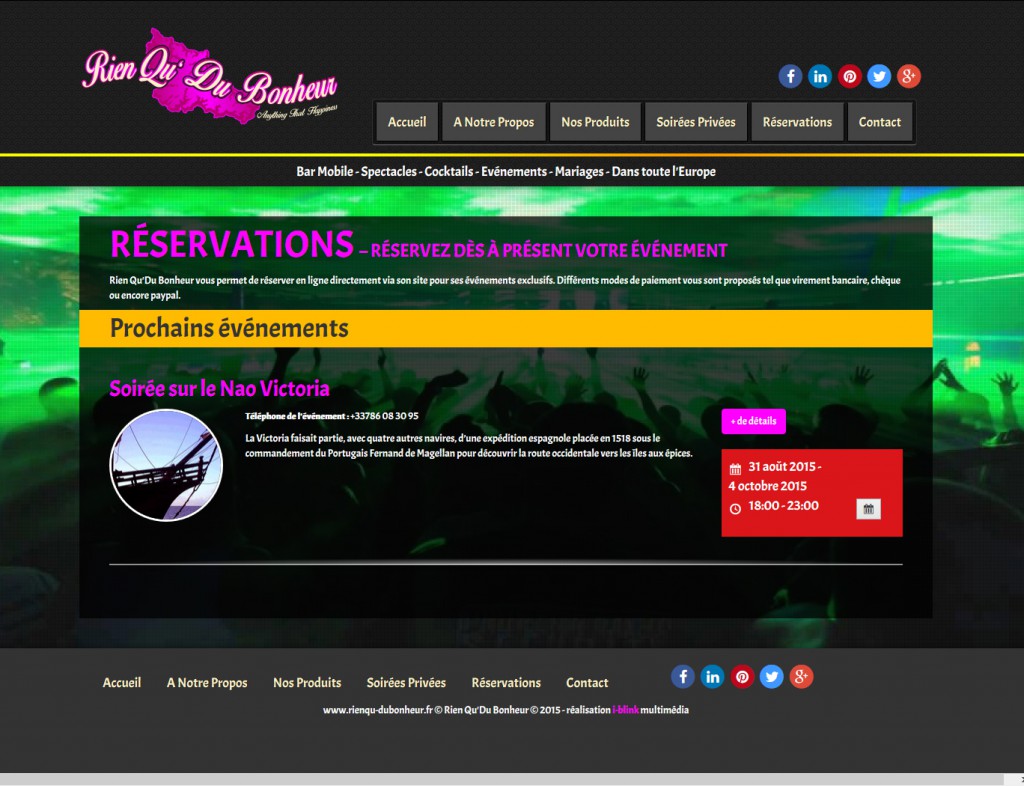 Rien Qu' Du Bonheur
Anything That Happiness
Accueil
A Notre Propos
Nos Produits
Soirées Privées
Réservations
Contact
Bar Mobile - Spectacles - Cocktails - Evénements - Mariages - Dans toute l'Europe
RÉSERVATIONS – RÉSERVEZ DÈS À PRÉSENT VOTRE ÉVÉNEMENT
Rien Qu'Du Bonheur vous permet de réserver en ligne directement via son site pour ses évènements exclusifs. Différents modes de paiement vous sont proposés tel que virement bancaire, chèque
ou encore paypal.
Prochains événements
Soirée sur le Nao Victoria
Téléphone de l'événement : +33786 08 30 95
La Victoria faisait partie, avec quatre autres navires, d'une expédition espagnole placée en 1518 sous le
commandement du Portugais Fernand de Magellan pour découvrir la route occidentale vers les îles aux épices.
+ de détails
31 août 2015 -
4 octobre 2015
18:00 - 23:00
Accueil
A Notre Propos
Nos Produits
Soirées Privées
Réservations
Contact
www.rienqu-dubonheur.fr © Rien Qu'Du Bonheur © 2015 - réalisation i-blink multimédia